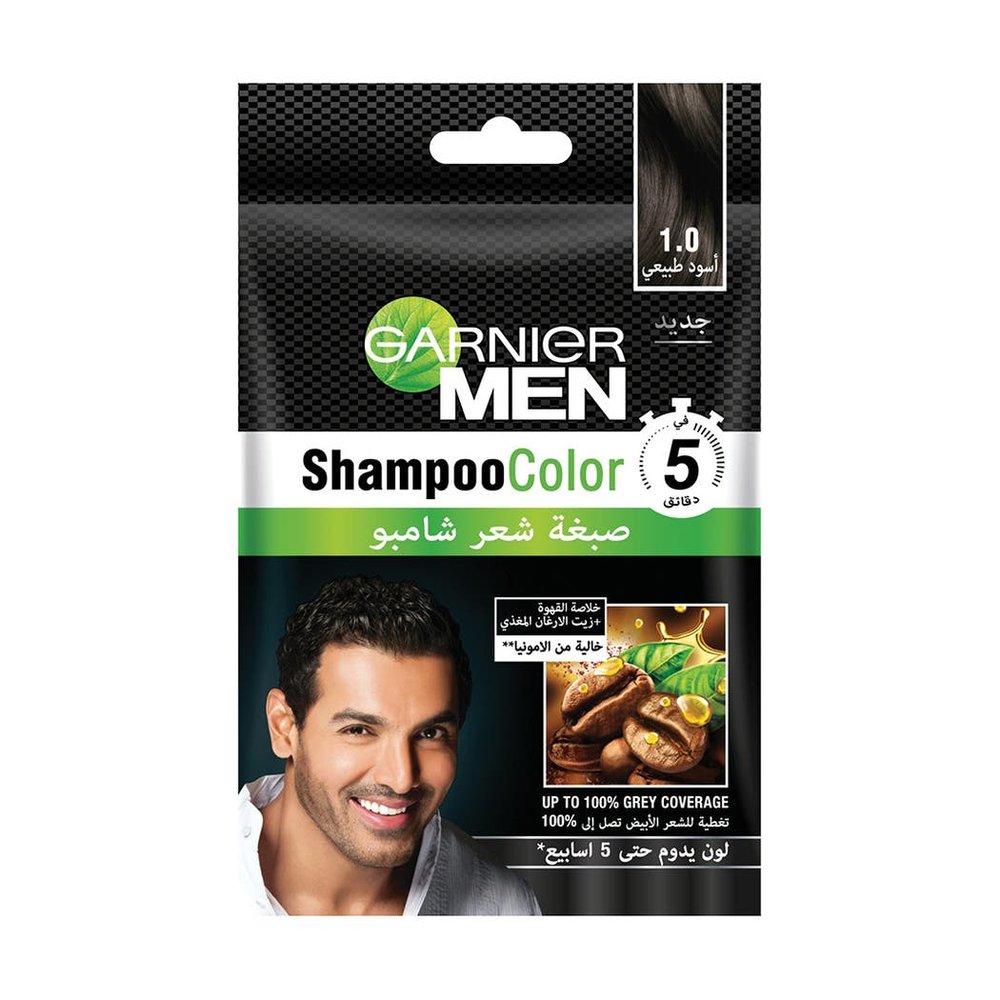 1.0
أسود طبيعي
جديد
GARNIER
MEN
ShampooColor
في
5
دقائق
صبغة شعر شامبو
خلاصة القهوة
+زيت الارغان المغذي
خالية من الامونيا**
UP TO 100% GREY COVERAGE
تغطية للشعر الأبيض تصل إلى 100%
لون يدوم حتى 5 اسابيع*